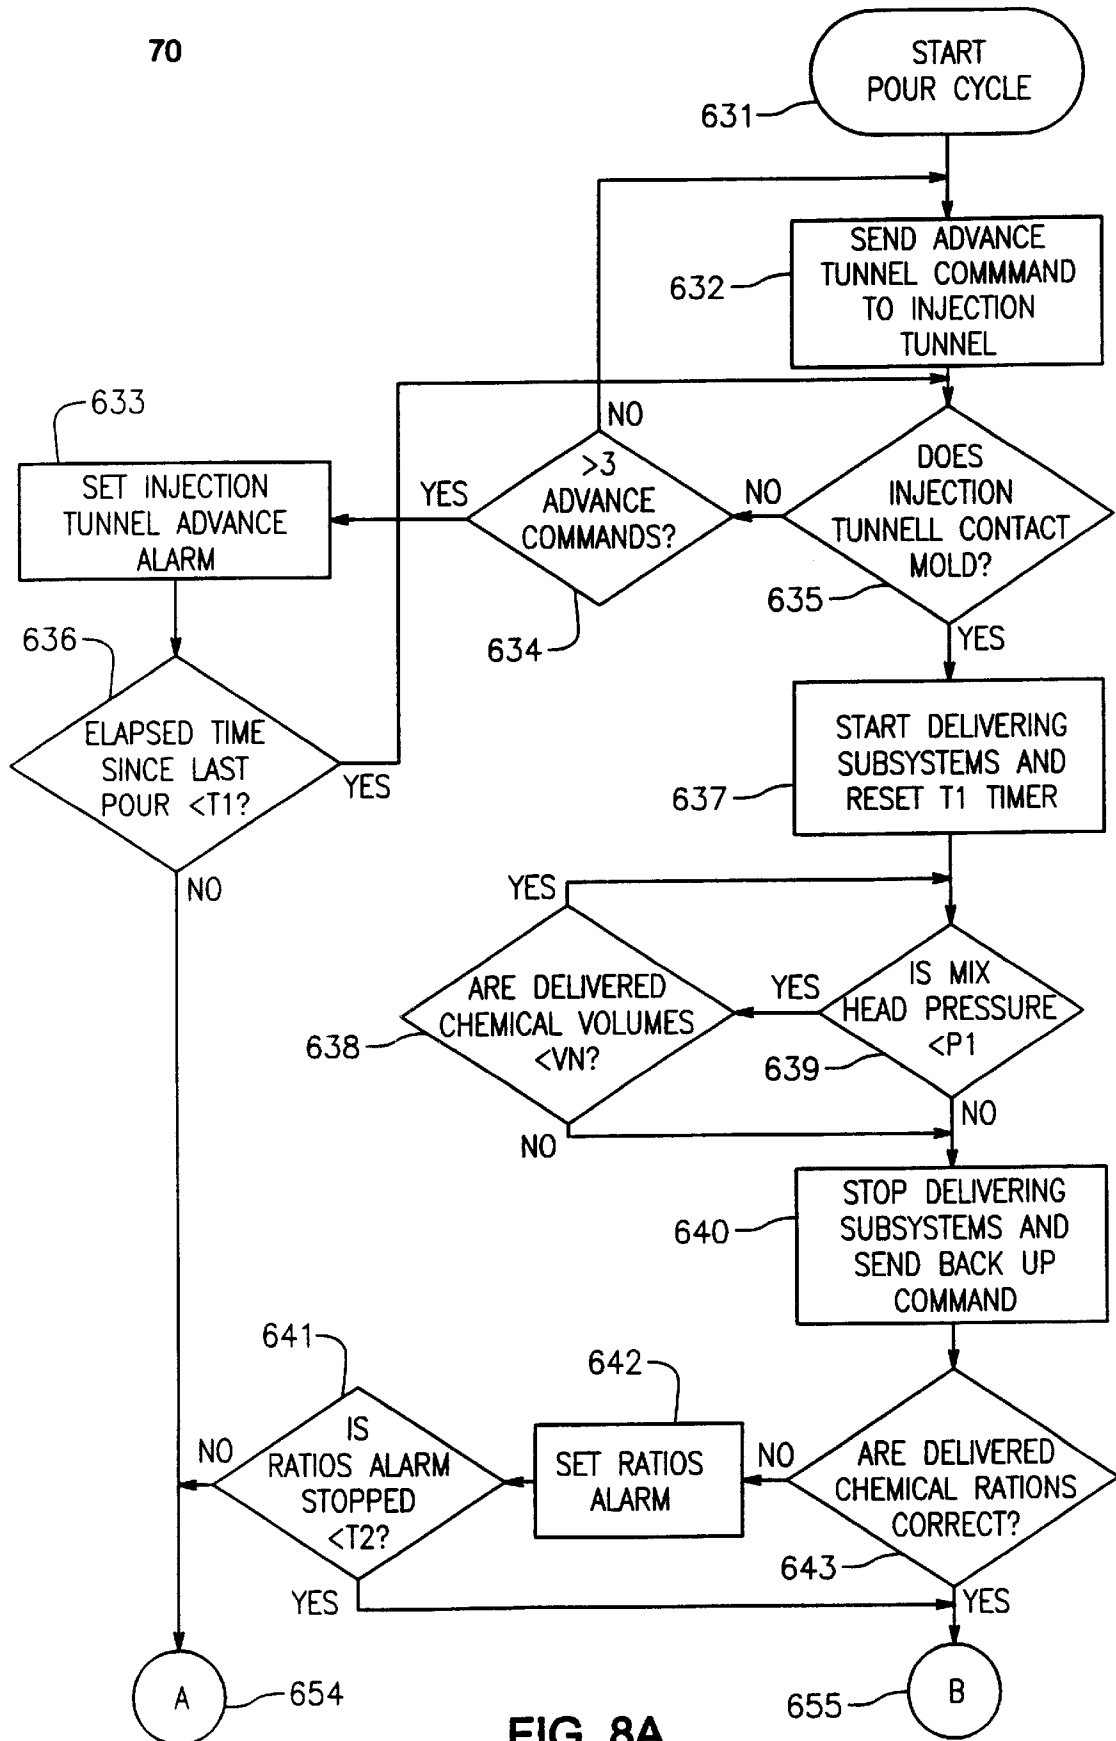 70
START
POUR CYCLE
631
SEND ADVANCE
TUNNEL COMMMAND
TO INJECTION
TUNNEL
632
633
SET INJECTION
TUNNEL ADVANCE
ALARM
YES
>3
ADVANCE
COMMANDS?
NO
634
NO
DOES
INJECTION
TUNNELL CONTACT
MOLD?
635
YES
636
ELAPSED TIME
SINCE LAST
POUR <T1?
YES
NO
START DELIVERING
SUBSYSTEMS AND
RESET T1 TIMER
637
YES
ARE DELIVERED
CHEMICAL VOLUMES
<VN?
638
NO
YES
IS MIX
HEAD PRESSURE
<P1
639
NO
STOP DELIVERING
SUBSYSTEMS AND
SEND BACK UP
COMMAND
640
641
IS
RATIOS ALARM
STOPPED
<T2?
NO
YES
642
SET RATIOS
ALARM
NO
ARE DELIVERED
CHEMICAL RATIONS
CORRECT?
643
YES
A
654
B
655
FIG. 8A